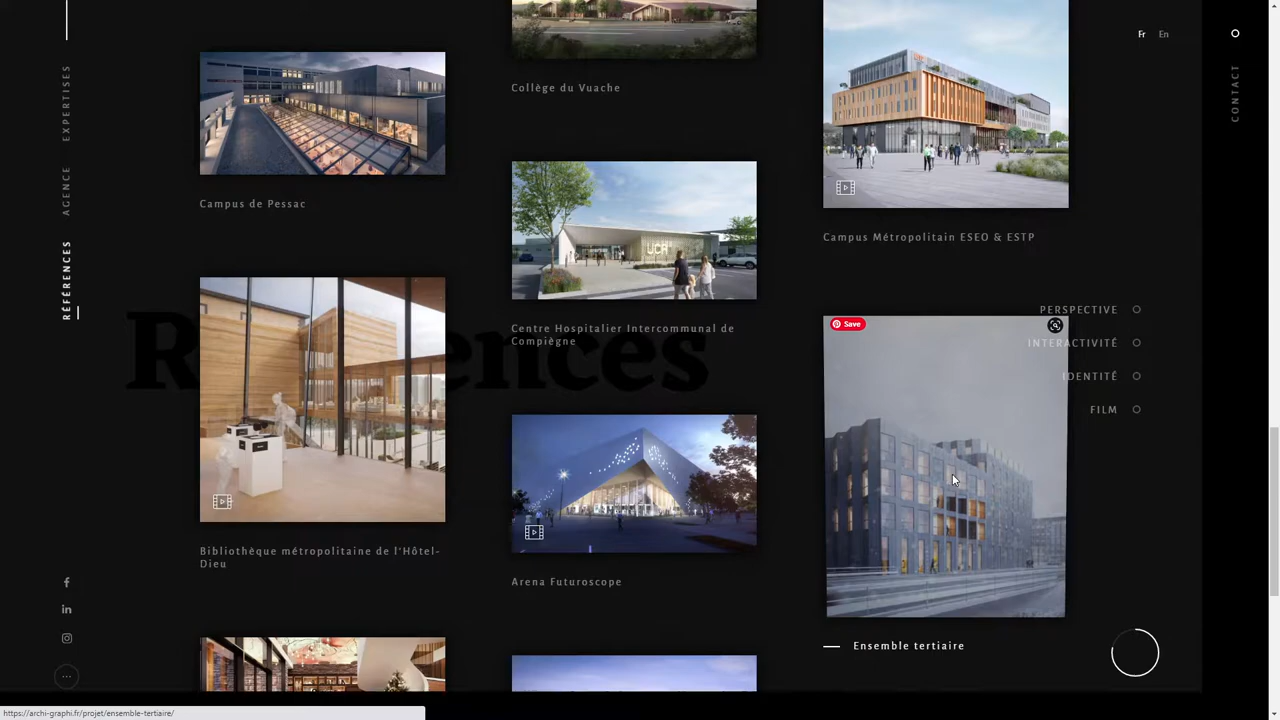 EXPERTISES
AGENCE
RÉFÉRENCES
Fr En
CONTACT
References
Campus de Pessac
Collège du Vuache
Campus Métropolitain ESEO & ESTP
UCA
Centre Hospitalier Intercommunal de
Compiègne
Bibliothèque métropolitaine de l'Hôtel-
Dieu
Arena Futuroscope
Save
Ensemble tertiaire
PERSPECTIVE
INTERACTIVITÉ
IDENTITÉ
FILM
https://archi-graphi.fr/projet/ensemble-tertiaire/